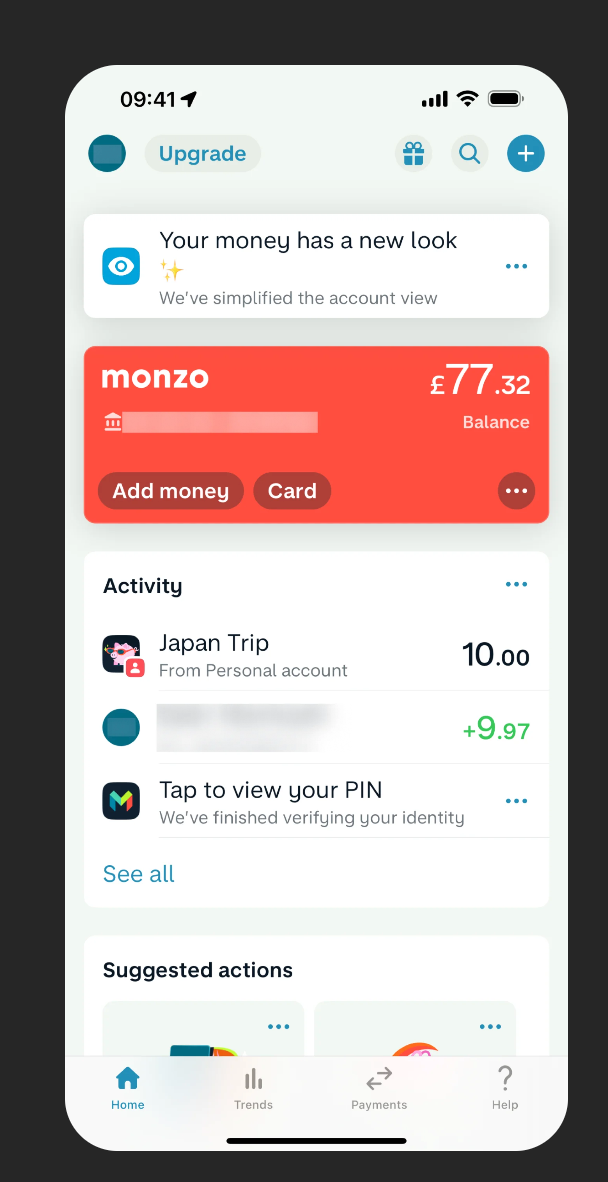 09:41
Upgrade
Your money has a new look
✨
We've simplified the account view
monzo
£77.32
Balance
Add money
Card
Activity
Japan Trip
10.00
From Personal account
+9.97
Tap to view your PIN
We've finished verifying your identity
See all
Suggested actions
Home
Trends
Payments
Help